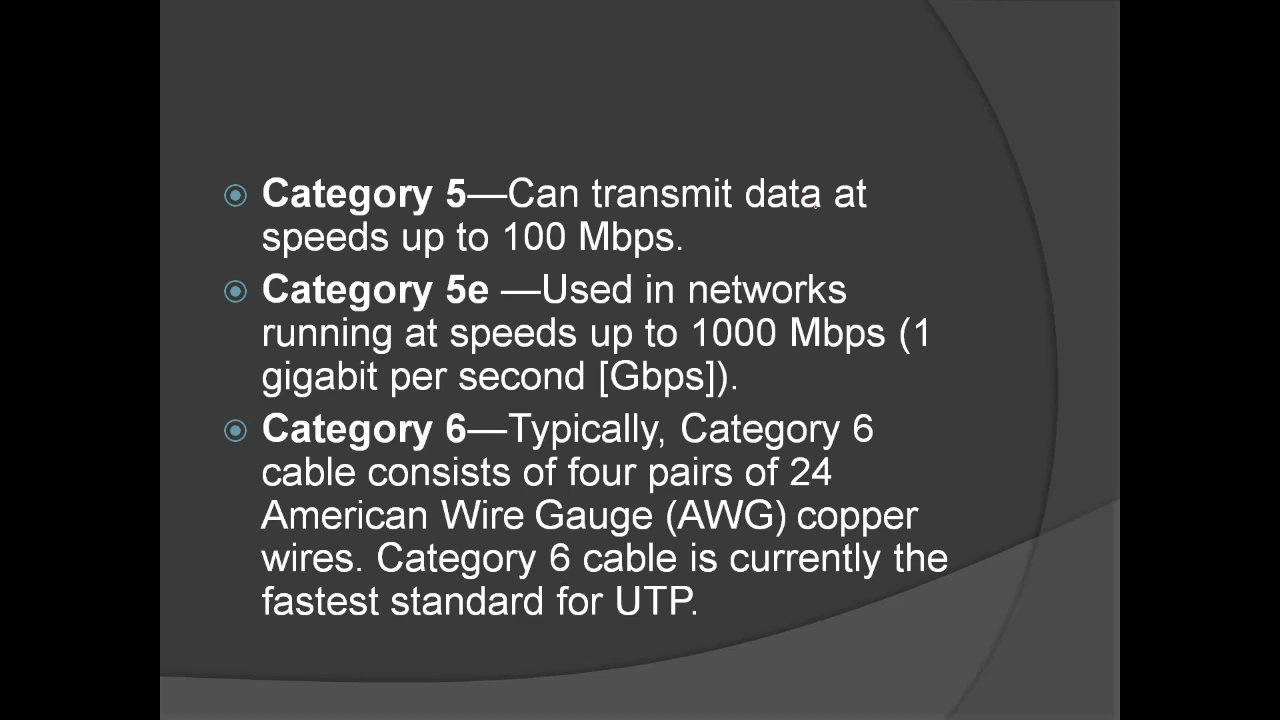 Category 5—Can transmit data at
speeds up to 100 Mbps.
Category 5e —Used in networks
running at speeds up to 1000 Mbps (1
gigabit per second [Gbps]).
Category 6—Typically, Category 6
cable consists of four pairs of 24
American Wire Gauge (AWG) copper
wires. Category 6 cable is currently the
fastest standard for UTP.